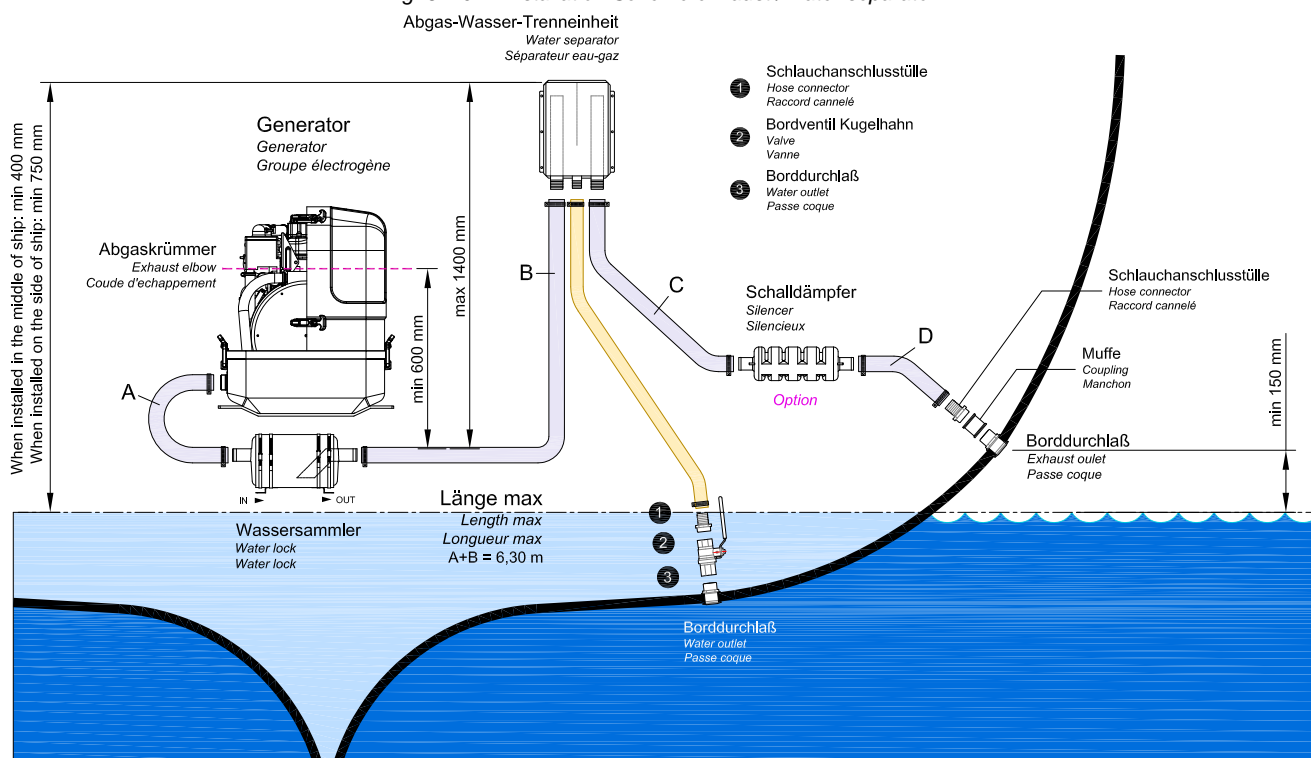 Abgas-Wasser-Trenneinheit
Water separator
Séparateur eau-gaz
1
Schlauchanschlusstülle
Hose connector
Raccord cannelé
2
Bordventil Kugelhahn
Valve
Vanne
3
Borddurchlaß
Water outlet
Passe coque
When installed in the middle of ship: min 400 mm
When installed on the side of ship: min 750 mm
Generator
Generator
Groupe électrogène
Abgaskrümmer
Exhaust elbow
Coude d'echappement
max 1400 mm
min 600 mm
A
B
C
D
Schalldämpfer
Silencer
Silencieux
Option
Schlauchanschlusstülle
Hose connector
Raccord cannelé
Muffe
Coupling
Manchon
min 150 mm
Borddurchlaß
Exhaust oulet
Passe coque
IN
OUT
Wassersammler
Water lock
Water lock
Länge max
Length max
Longueur max
A+B = 6,30 m
1
2
3
Borddurchlaß
Water outlet
Passe coque